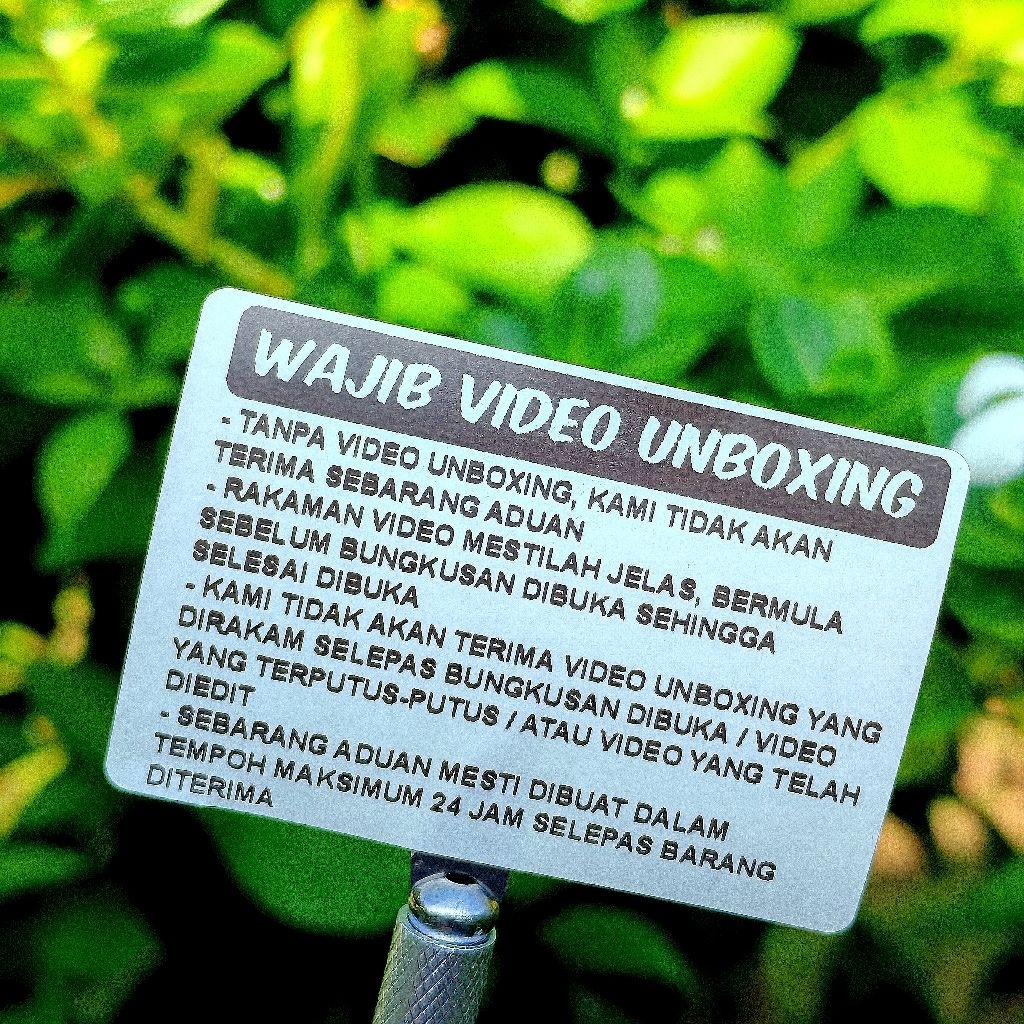 WAJIB VIDEO UNBOXING
- TANPA VIDEO UNBOXING, KAMI TIDAK AKAN
TERIMA SEBARANG ADUAN
- RAKAMAN VIDEO MESTILAH JELAS, BERMULA
SEBELUM BUNGKUSAN DIBUKA SEHINGGA
SELESAI DIBUKA
- KAMI TIDAK AKAN TERIMA VIDEO UNBOXING YANG
DIRAKAM SELEPAS BUNGKUSAN DIBUKA / VIDEO
YANG TERPUTUS-PUTUS / ATAU VIDEO YANG TELAH
DIEDIT
- SEBARANG ADUAN MESTI DIBUAT DALAM
TEMPOH MAKSIMUM 24 JAM SELEPAS BARANG
DITERIMA